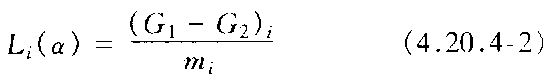 L_i(α) = (G_1 − G_2)_i / m_i (4.20.4-2)